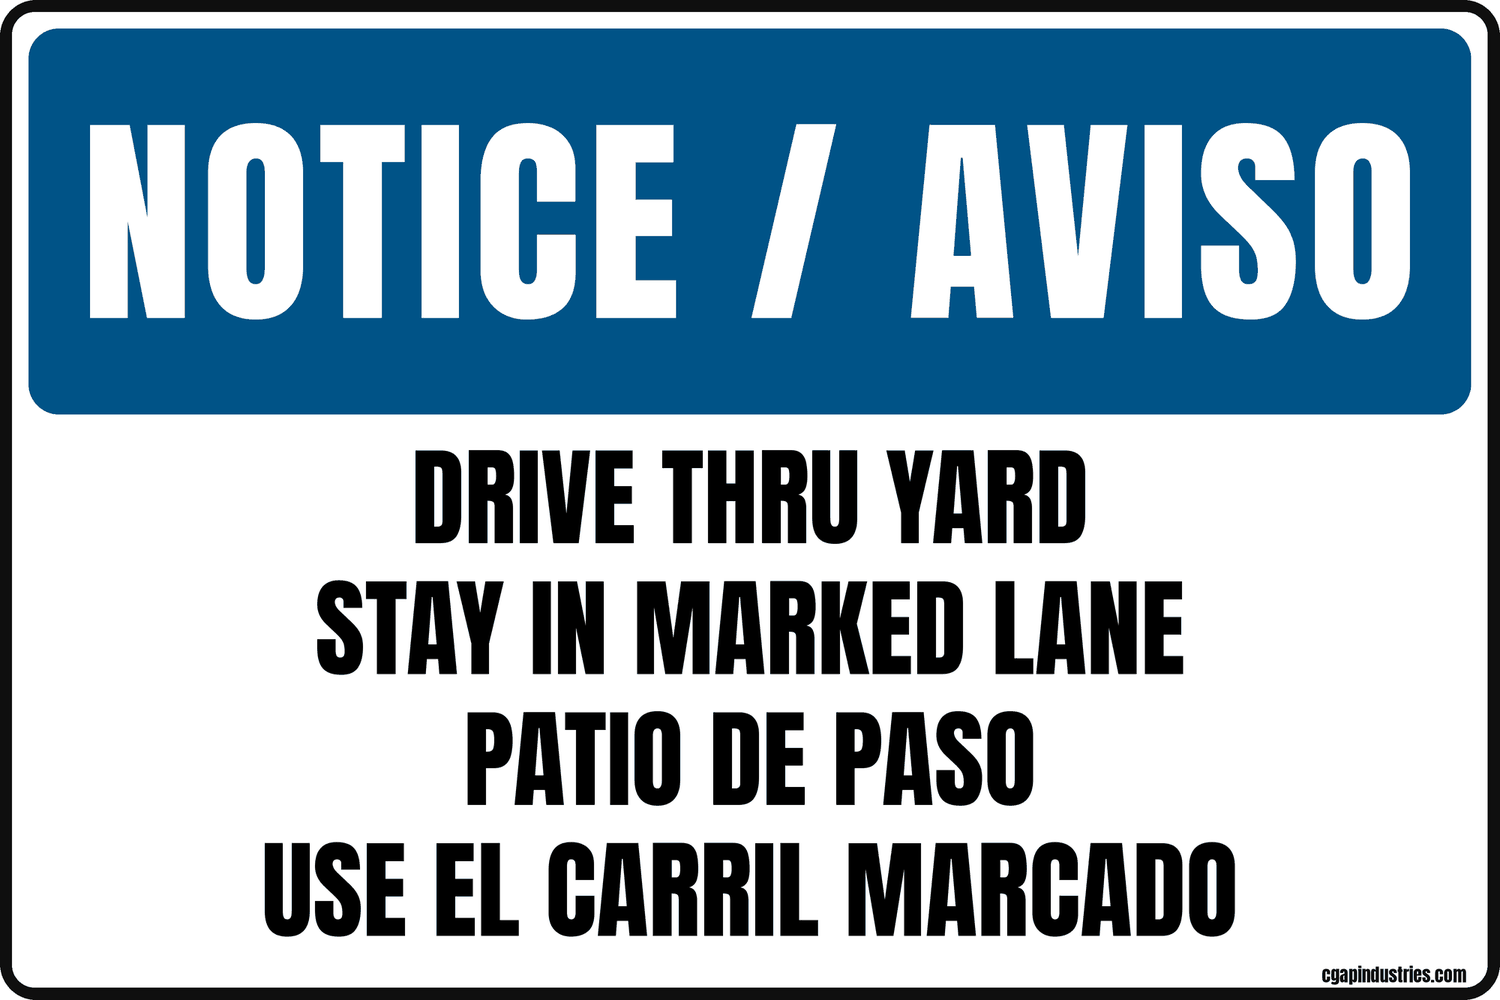 NOTICE / AVISO
DRIVE THRU YARD
STAY IN MARKED LANE
PATIO DE PASO
USE EL CARRIL MARCADO
cgapindustries.com